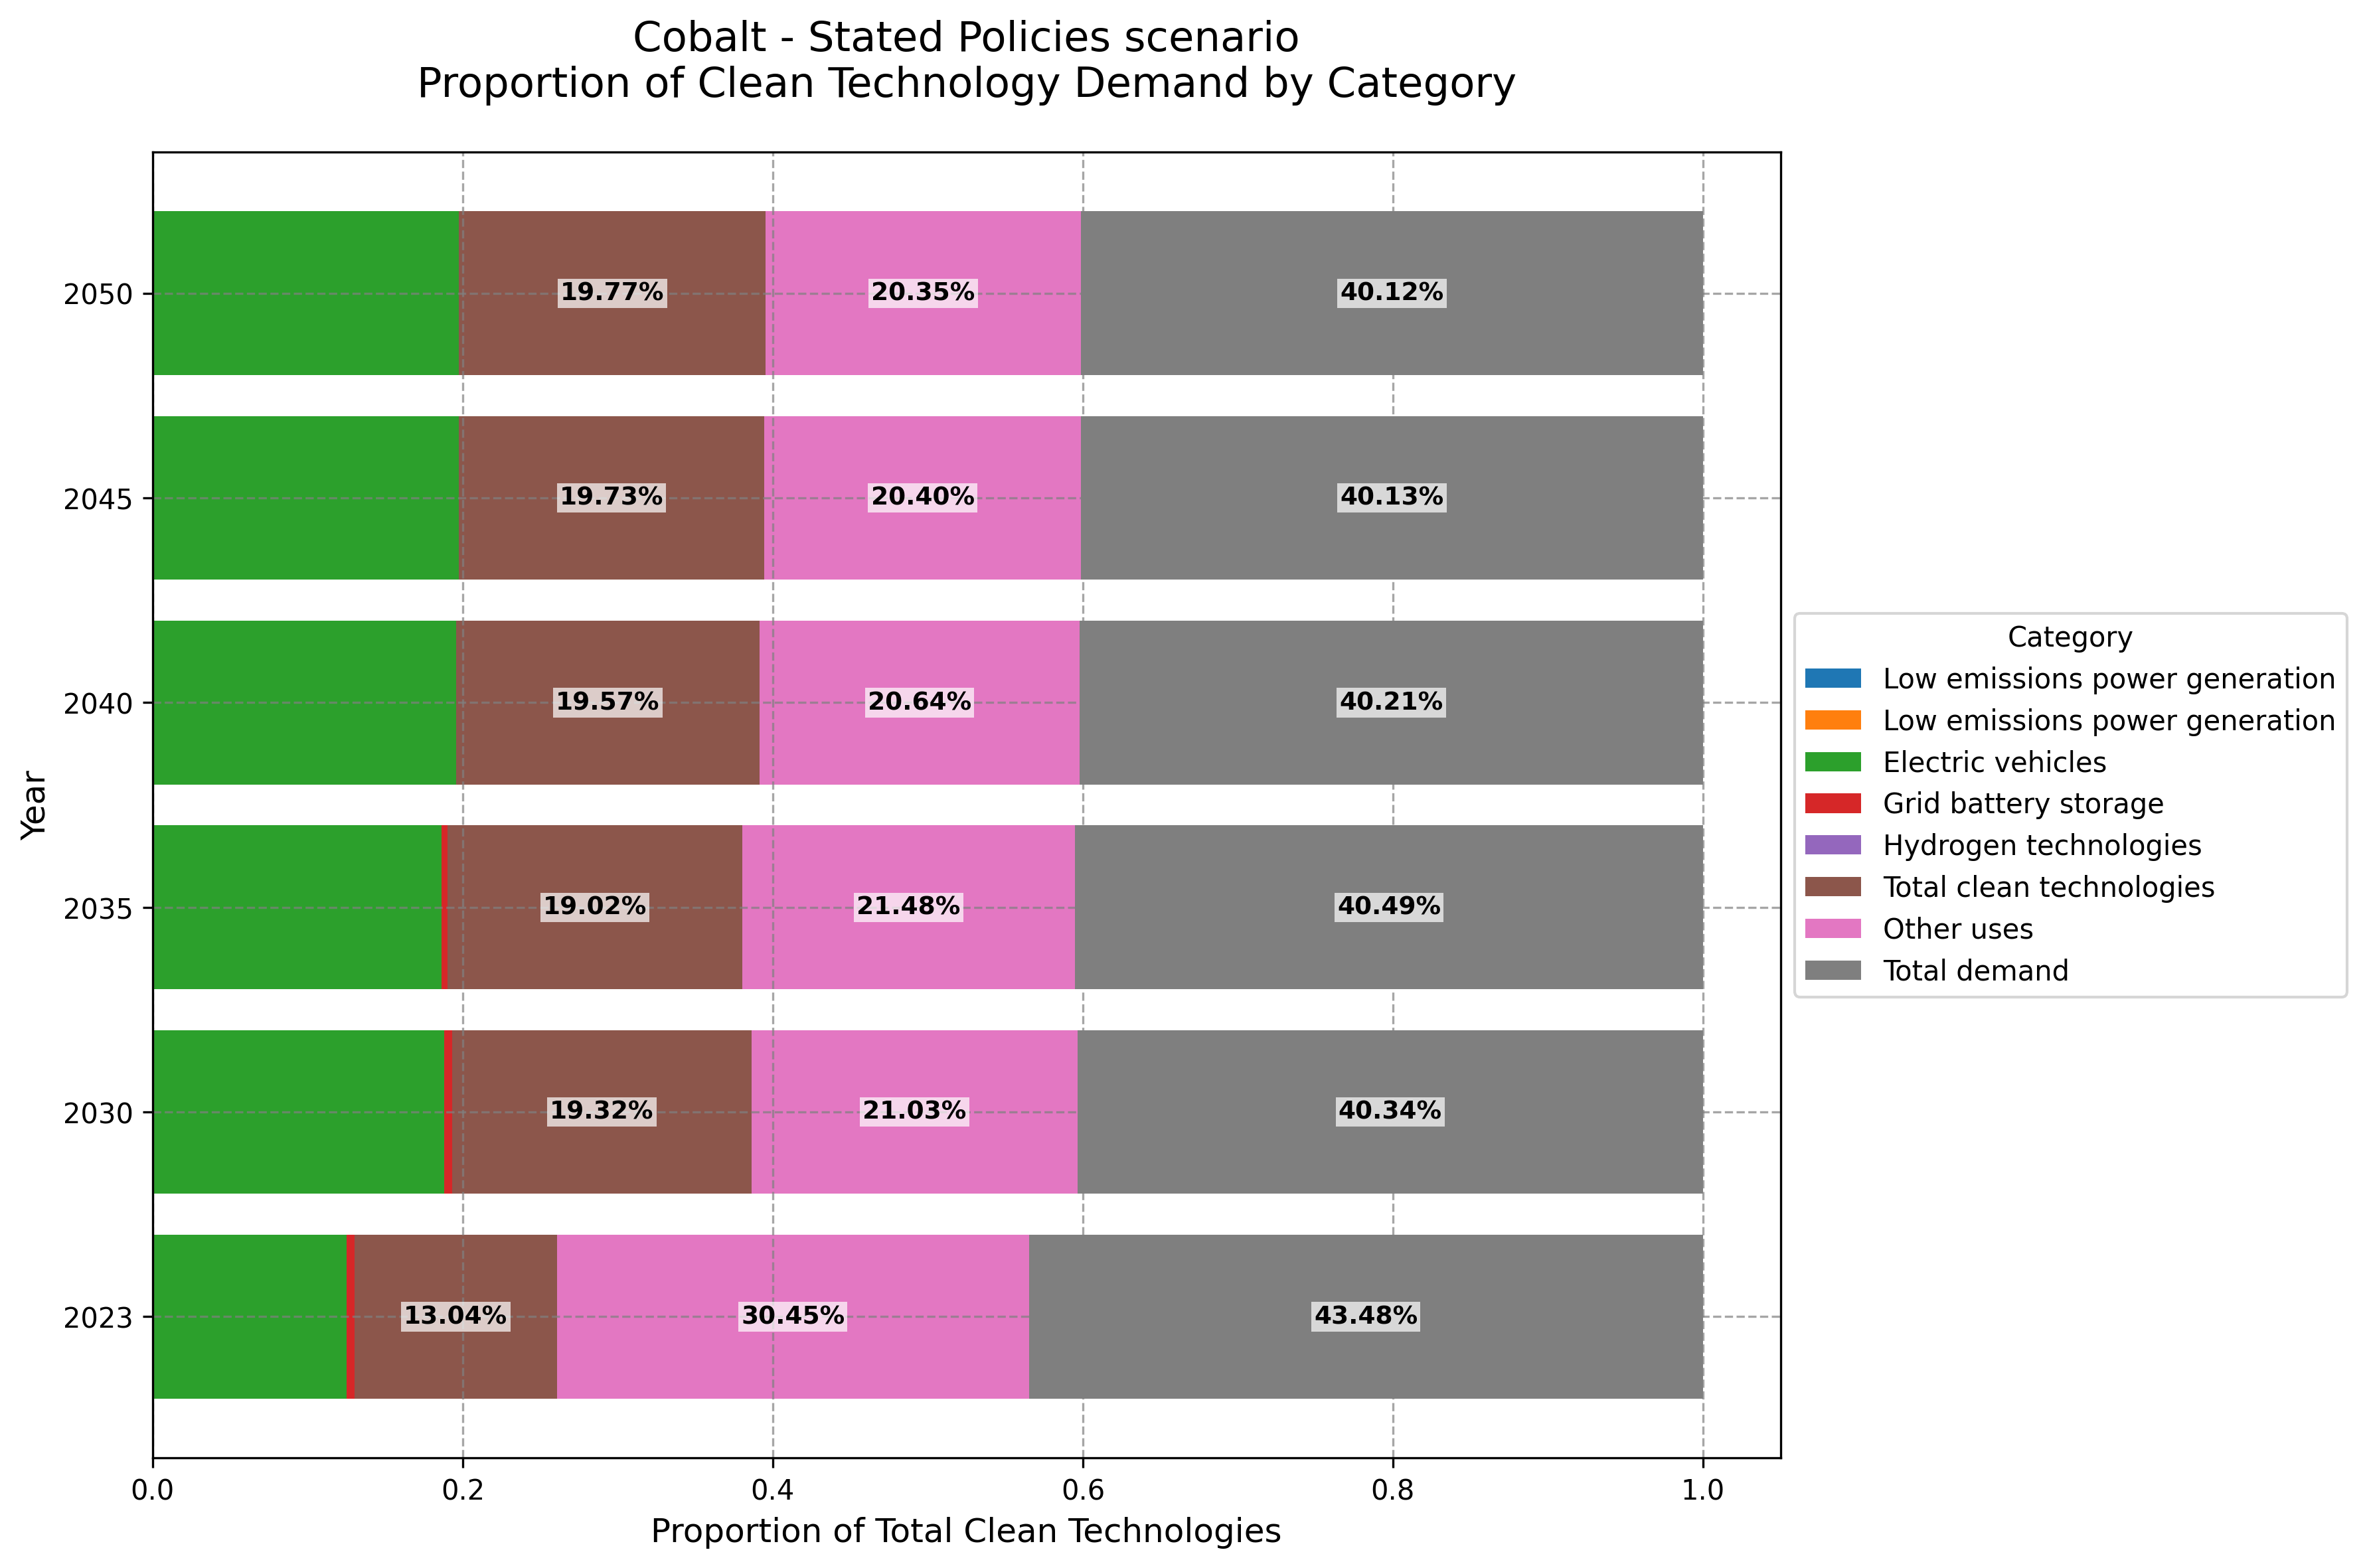 Cobalt - Stated Policies scenario
Proportion of Clean Technology Demand by Category
Year
2050
19.77%
20.35%
40.12%
2045
19.73%
20.40%
40.13%
2040
19.57%
20.64%
40.21%
2035
19.02%
21.48%
40.49%
2030
19.32%
21.03%
40.34%
2023
13.04%
30.45%
43.48%
0.0
0.2
0.4
0.6
0.8
1.0
Proportion of Total Clean Technologies
Category
Low emissions power generation
Low emissions power generation
Electric vehicles
Grid battery storage
Hydrogen technologies
Total clean technologies
Other uses
Total demand